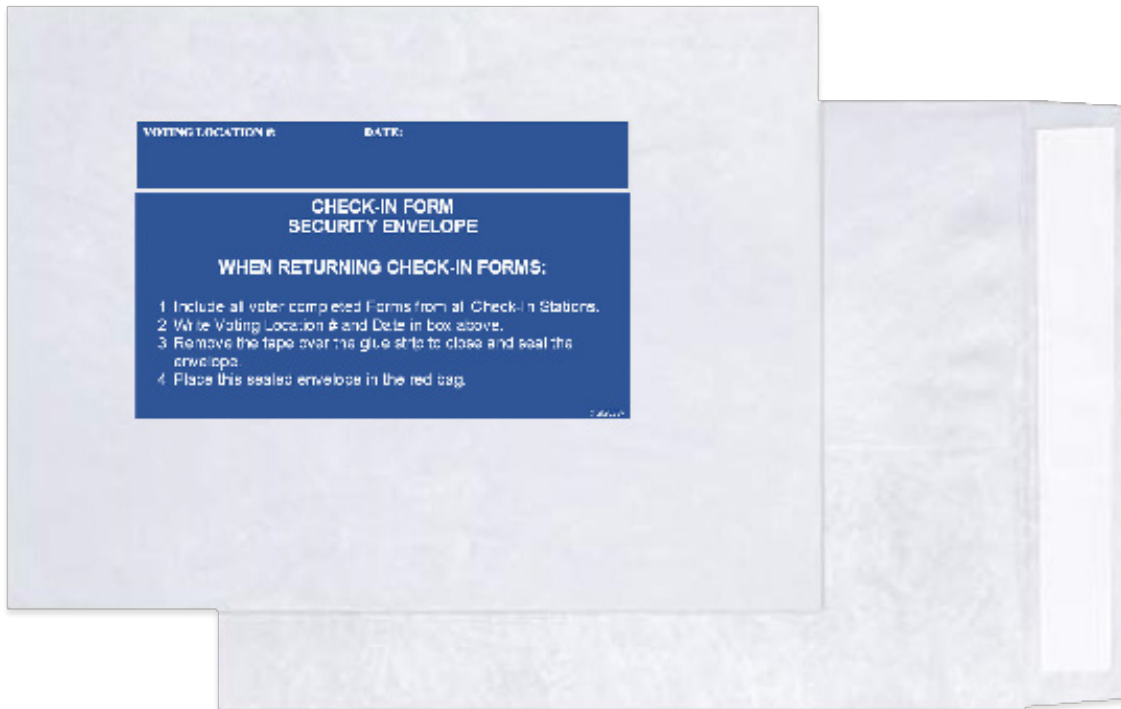 VOTING LOCATION #: DATE:
CHECK-IN FORM
SECURITY ENVELOPE
WHEN RETURNING CHECK-IN FORMS:
1 Include all voter completed Forms from all Check-In Stations.
2 Write Voting Location # and Date in box above.
3 Remove the tape over the glue strip to close and seal the
envelope.
4 Place this sealed envelope in the red bag.